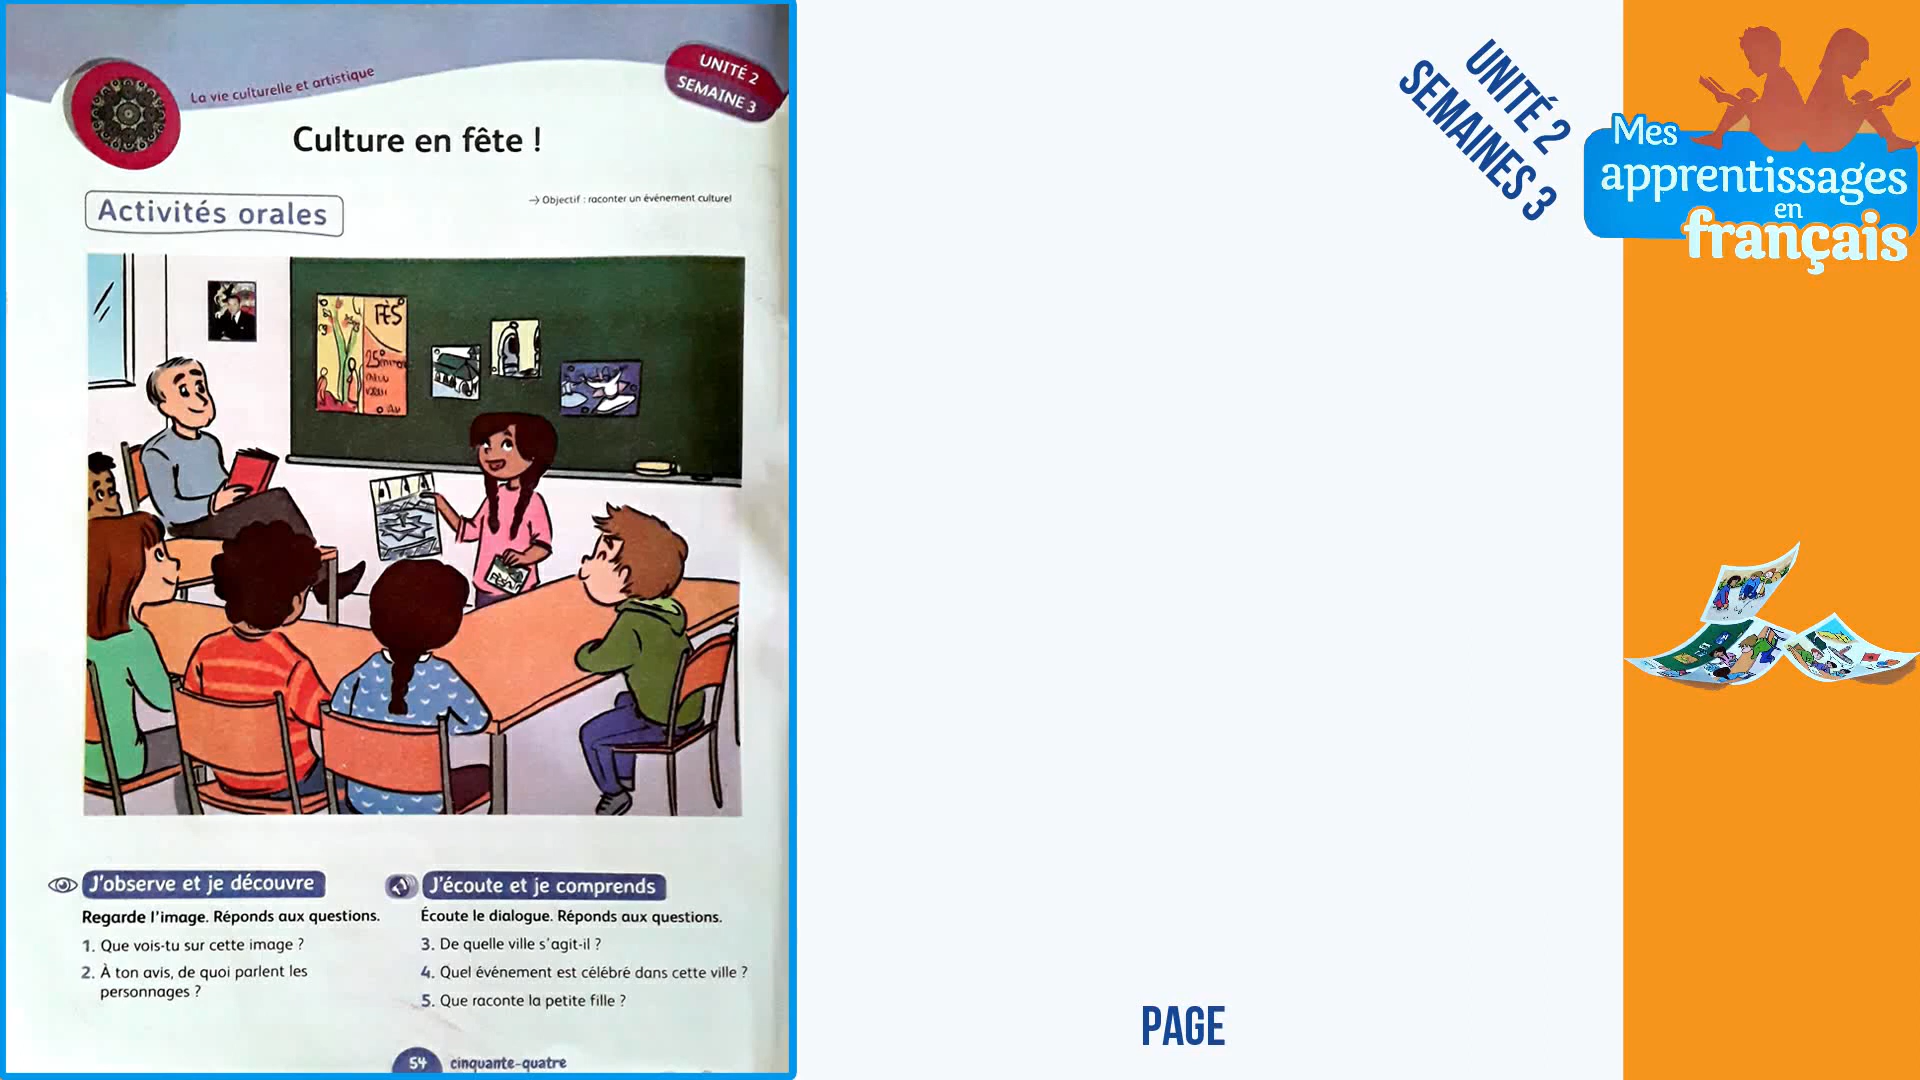 La vie culturelle et artistique
UNITÉ 2
SEMAINE 3
Culture en fête !
Activités orales
→ Objectif : raconter un événement culturel
FÈS
25è
J'observe et je découvre
Regarde l'image. Réponds aux questions.
1. Que vois-tu sur cette image ?
2. À ton avis, de quoi parlent les
personnages ?
J'écoute et je comprends
Écoute le dialogue. Réponds aux questions.
3. De quelle ville s'agit-il ?
4. Quel événement est célébré dans cette ville ?
5. Que raconte la petite fille ?
54 cinquante-quatre
UNITÉ 2
SEMAINES 3
PAGE
Mes
apprentissages
en
français